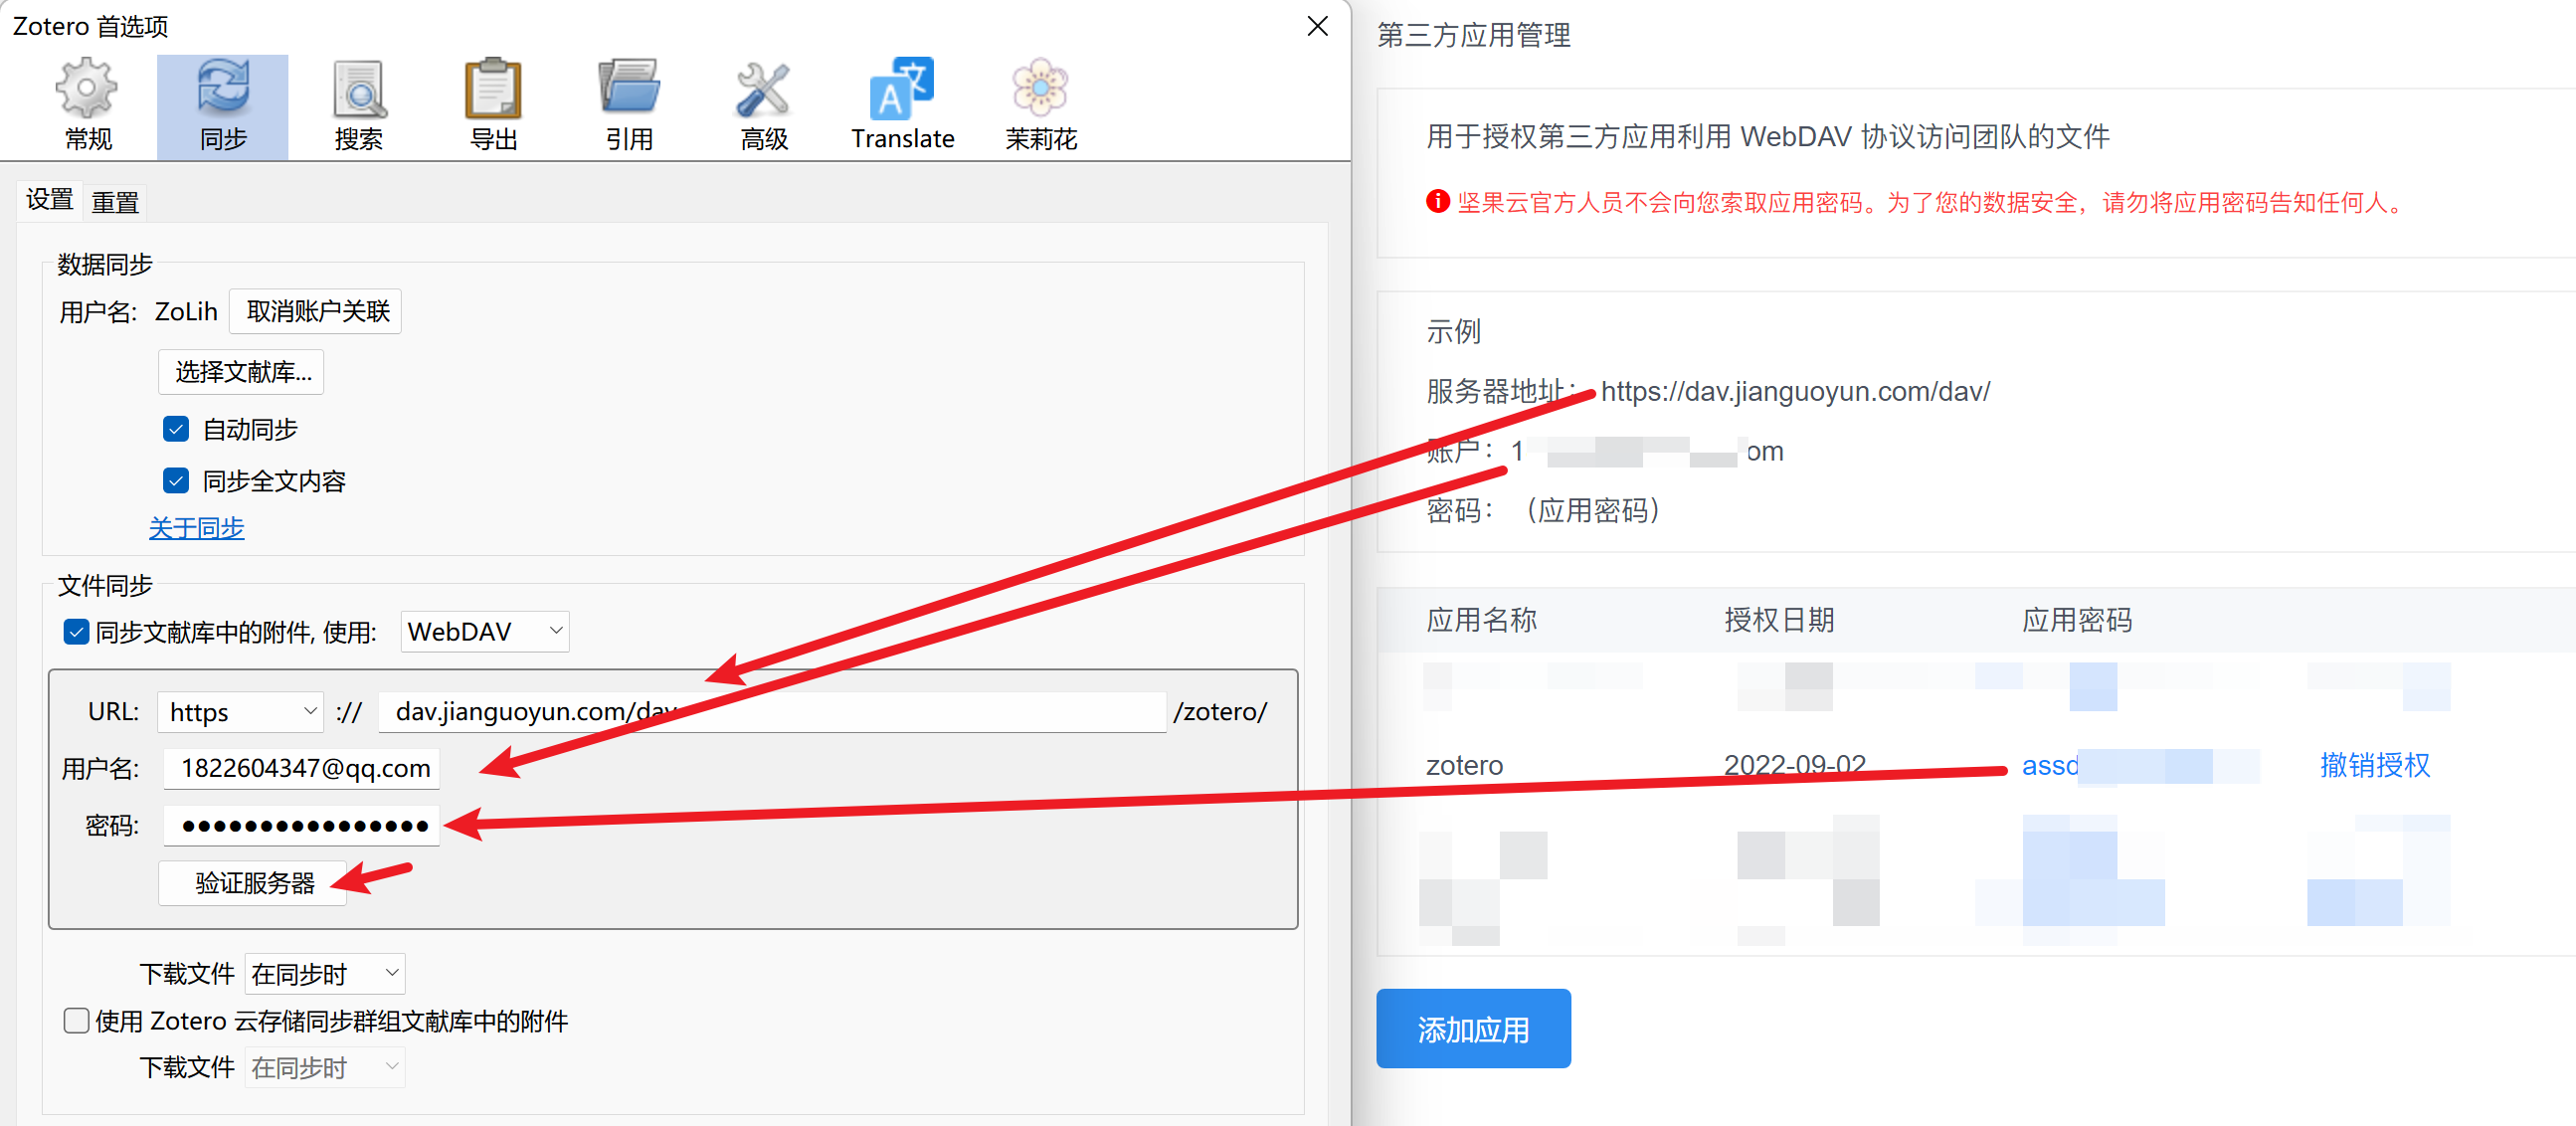 Zotero 首选项
常规
同步
搜索
导出
引用
高级
Translate
茉莉花
设置
重置
数据同步
用户名: ZoLih 取消账户关联
选择文献库...
自动同步
同步全文内容
关于同步
文件同步
同步文献库中的附件, 使用: WebDAV
URL: https :// dav.jianguoyun.com/dav /zotero/
用户名: 1822604347@qq.com
密码: ●●●●●●●●●●●●●●●●
验证服务器
下载文件 在同步时
使用 Zotero 云存储同步群组文献库中的附件
下载文件 在同步时
第三方应用管理
用于授权第三方应用利用 WebDAV 协议访问团队的文件
坚果云官方人员不会向您索取应用密码。为了您的数据安全，请勿将应用密码告知任何人。
示例
服务器地址： https://dav.jianguoyun.com/dav/
账户： 1 om
密码： （应用密码）
应用名称 授权日期 应用密码
zotero 2022-09-02 assd 撤销授权
添加应用